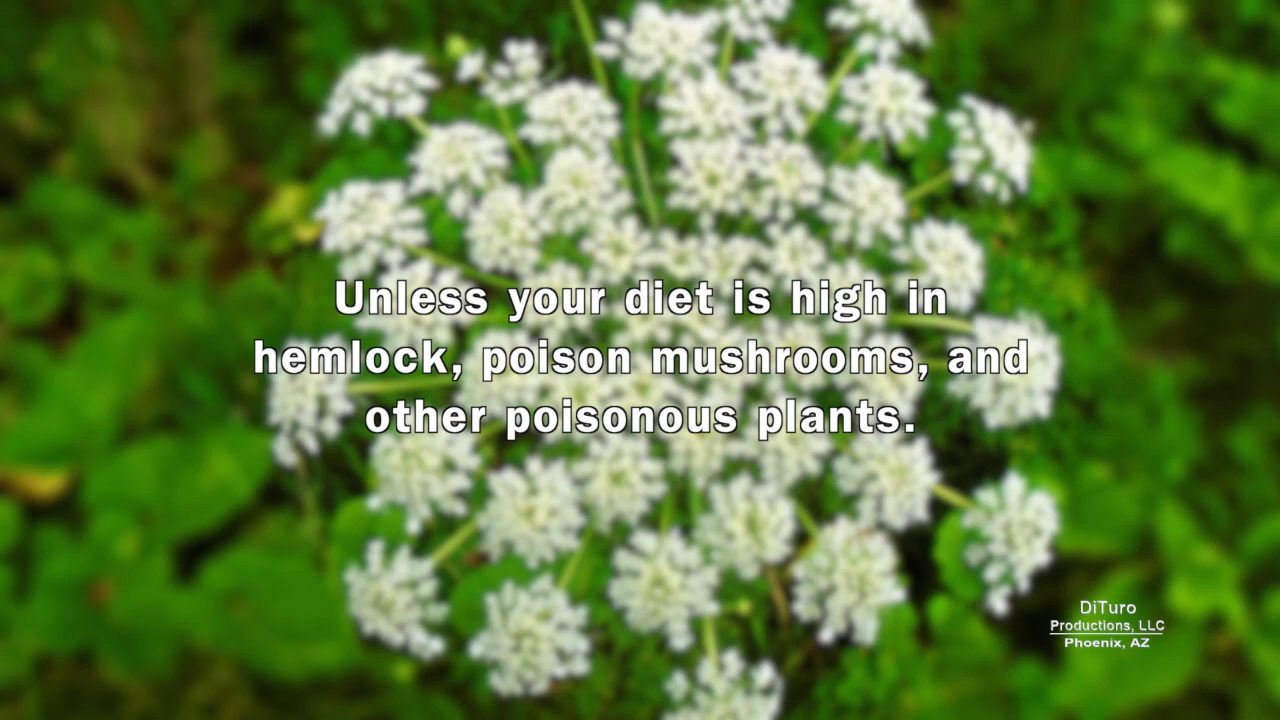 Unless your diet is high in
hemlock, poison mushrooms, and
other poisonous plants.
DiTuro
Productions, LLC
Phoenix, AZ